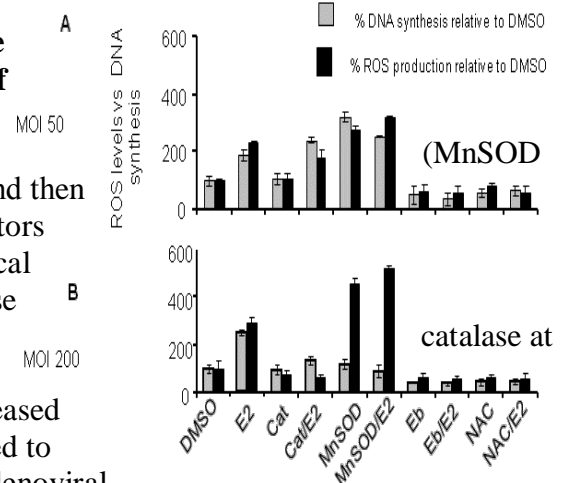 A
e
f
MOI 50
nd then
tors
cal
se
B
MOI 200
eased
ed to
denoviral
% DNA synthesis relative to DMSO
% ROS production relative to DMSO
ROS levels vs DNA
synthesis
600
400
200
0
(MnSOD
600
400
200
0
catalase at
DMSO
E2
Cat
Cat/E2
MnSOD
MnSOD/E2
Eb
Eb/E2
NAC
NAC/E2